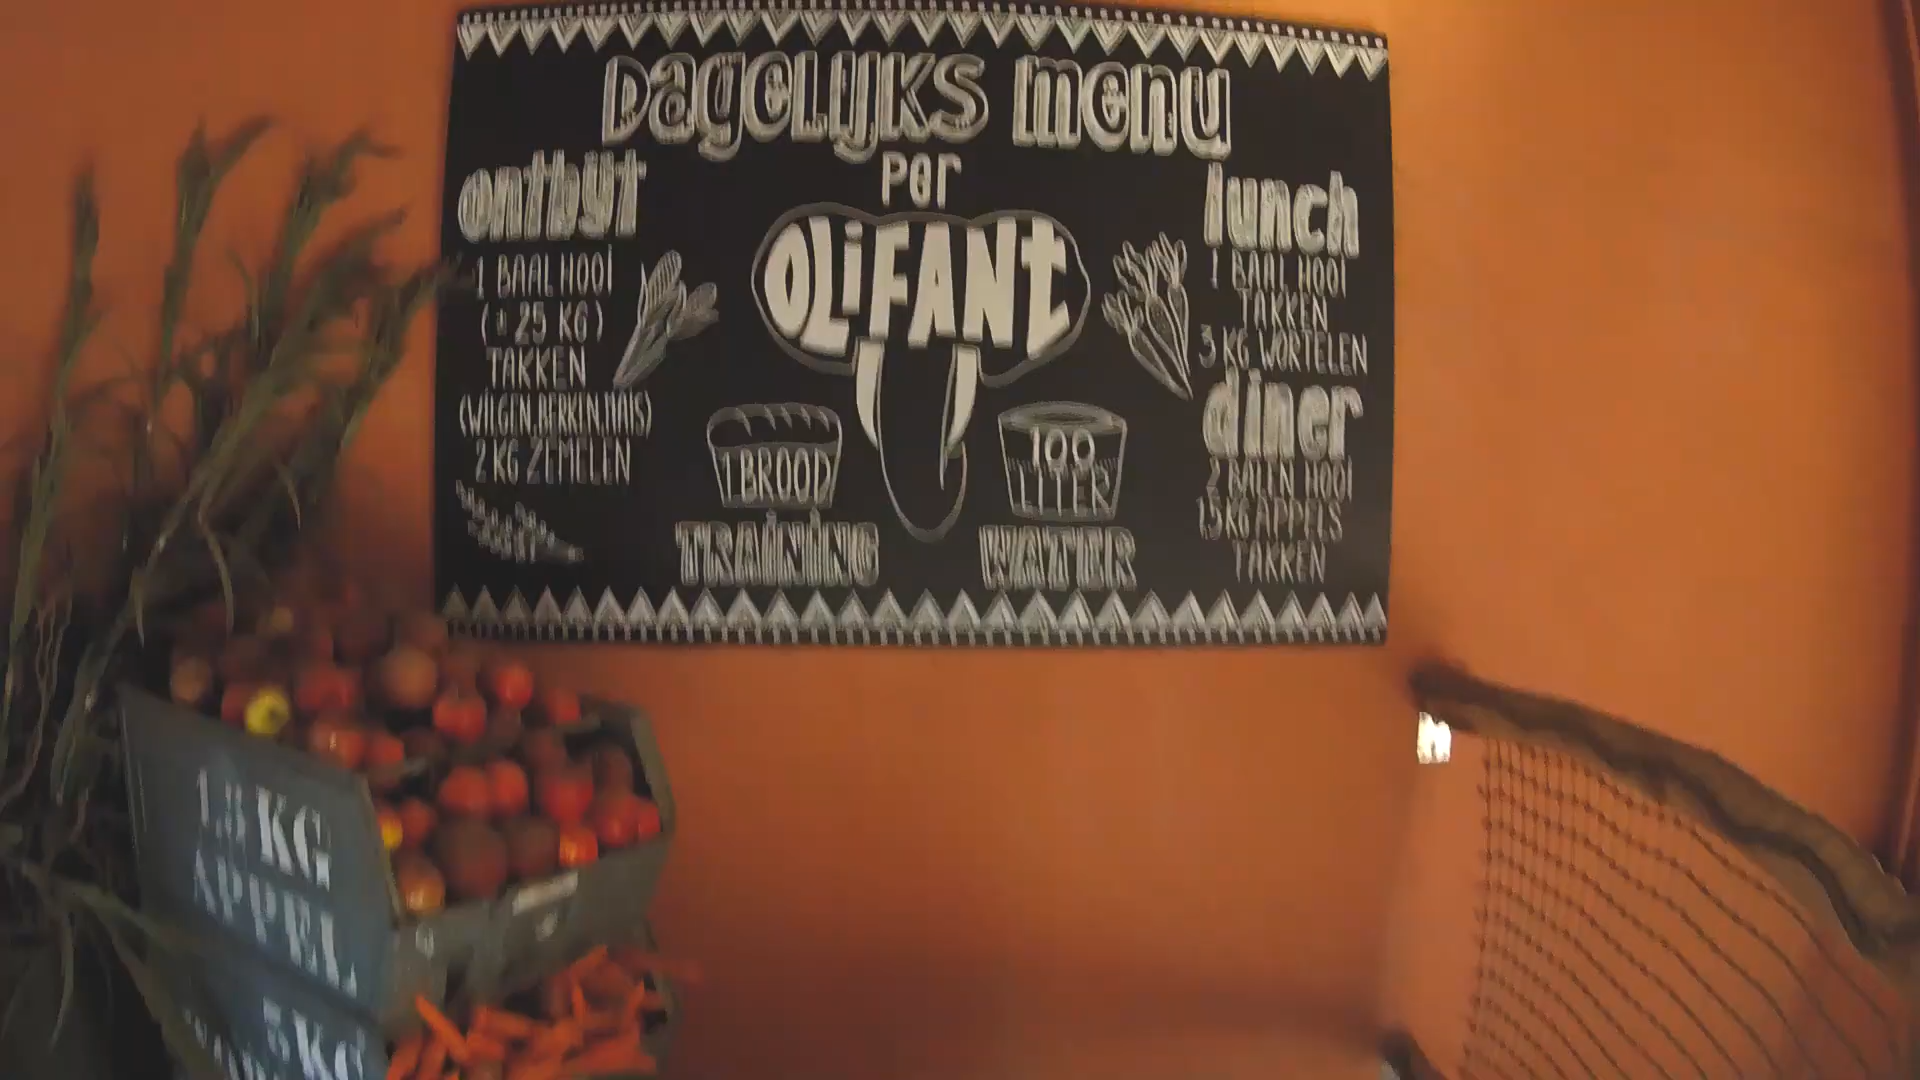 DAGELIJKS MENU
PER
OLIFANT
ONTBYT
1 BAAL HOOI
(± 25 KG)
TAKKEN
(WILGEN, BERKEN, MAIS)
2 KG ZEMELEN
1 BROOD
TRAINING
100
LITER
WATER
LUNCH
1 BAAL HOOI
TAKKEN
3 KG WORTELEN
DINER
2 BALEN HOOI
1,5 KG APPELS
TAKKEN
KG
APPEL
5 KG